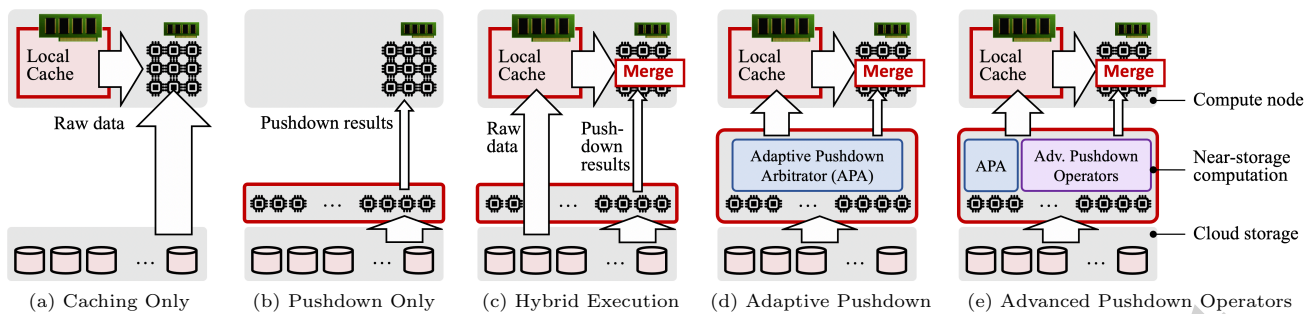 Local
Cache
Raw data
(a) Caching Only
Pushdown results
...
(b) Pushdown Only
Local
Cache
Merge
Raw
data
Push-
down
results
...
(c) Hybrid Execution
Local
Cache
Merge
Adaptive Pushdown
Arbitrator (APA)
...
(d) Adaptive Pushdown
Local
Cache
Merge
APA
Adv. Pushdown
Operators
...
(e) Advanced Pushdown Operators
Compute node
Near-storage
computation
Cloud storage